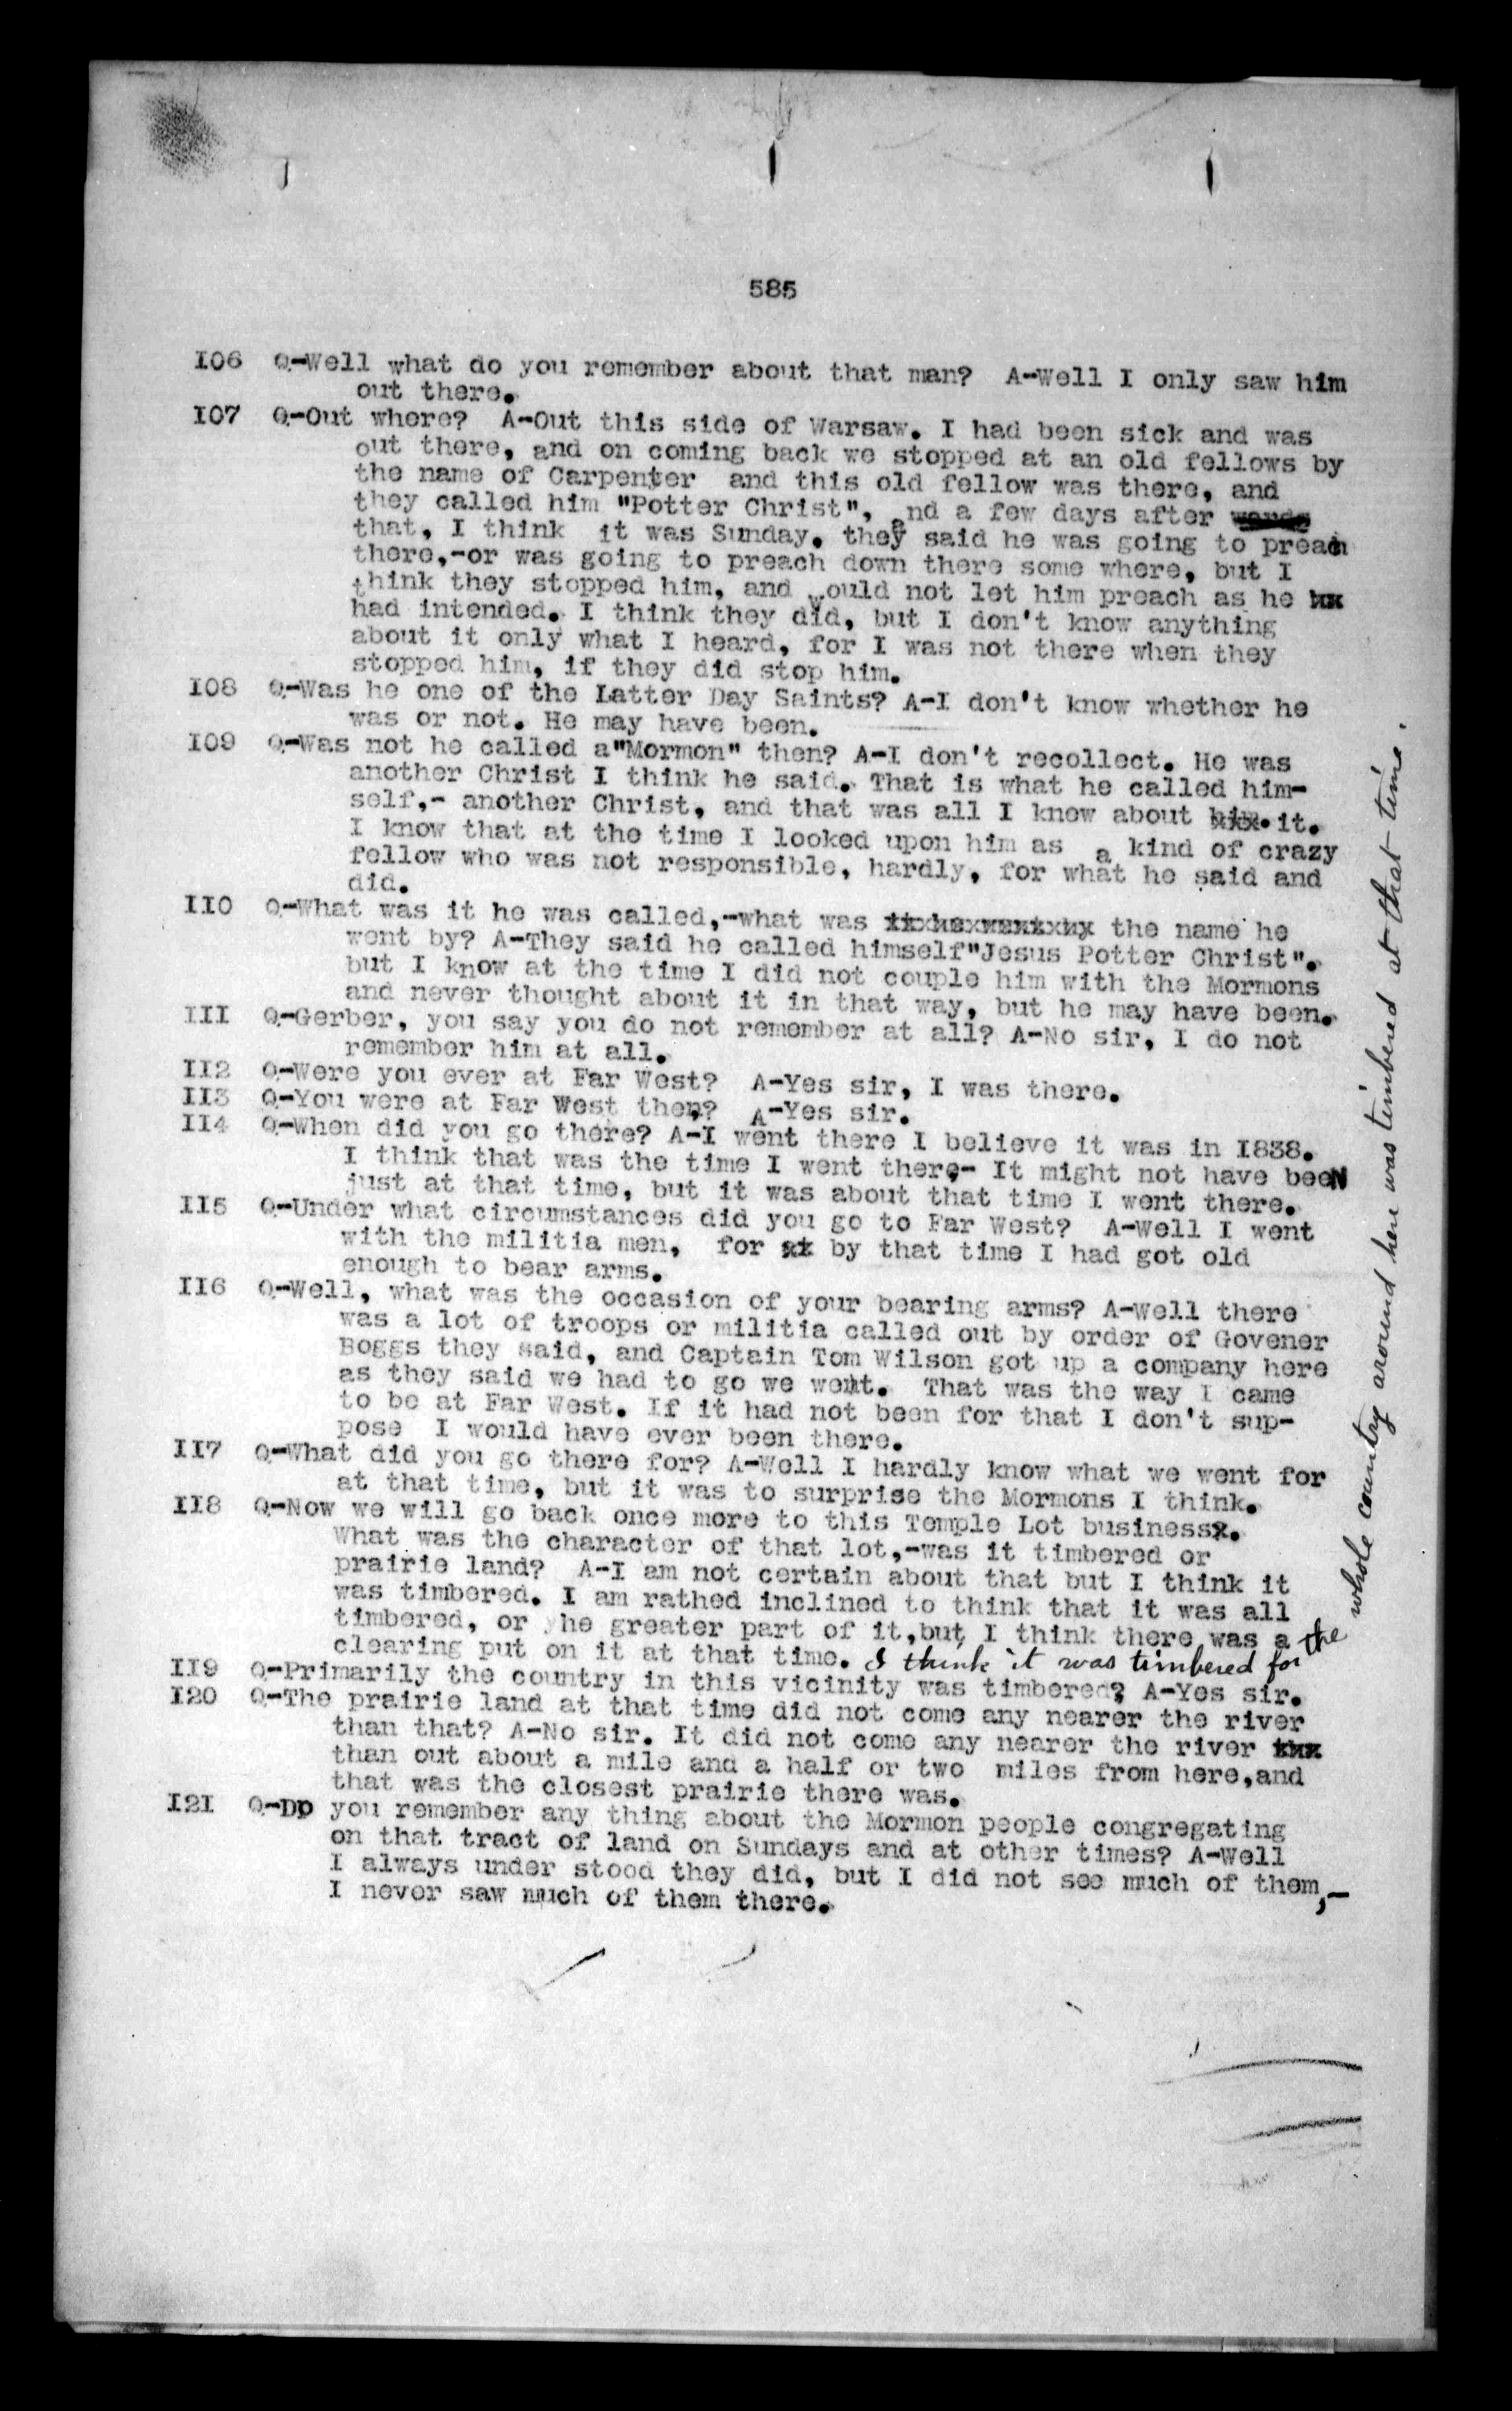 585
106 Q-Well what do you remember about that man? A-Well I only saw him
out there.
107 Q-Out where? A-Out this side of Warsaw. I had been sick and was
out there, and on coming back we stopped at an old fellows by
the name of Carpenter and this old fellow was there, and
they called him "Potter Christ", and a few days after wards
that, I think it was Sunday. they said he was going to preach
there,-or was going to preach down there some where, but I
think they stopped him, and would not let him preach as he xx
had intended. I think they did, but I don't know anything
about it only what I heard, for I was not there when they
stopped him, if they did stop him.
108 Q-Was he one of the Latter Day Saints? A-I don't know whether he
was or not. He may have been.
109 Q-Was not he called a"Mormon" then? A-I don't recollect. He was
another Christ I think he said. That is what he called him-
self,- another Christ, and that was all I knew about him. it.
I know that at the time I looked upon him as a kind of crazy
fellow who was not responsible, hardly, for what he said and
did.
110 Q-What was it he was called,-what was the name he
went by? A-They said he called himself"Jesus Potter Christ".
but I know at the time I did not couple him with the Mormons
and never thought about it in that way, but he may have been.
111 Q-Gerber, you say you do not remember at all? A-No sir, I do not
remember him at all.
112 Q-Were you ever at Far West? A-Yes sir, I was there.
113 Q-You were at Far West then? A-Yes sir.
114 Q-When did you go there? A-I went there I believe it was in 1838.
I think that was the time I went there,- It might not have beeN
just at that time, but it was about that time I went there.
115 Q-Under what circumstances did you go to Far West? A-Well I went
with the militia men, for at by that time I had got old
enough to bear arms.
116 Q-Well, what was the occasion of your bearing arms? A-Well there
was a lot of troops or militia called out by order of Govener
Boggs they said, and Captain Tom Wilson got up a company here
as they said we had to go we went. That was the way I came
to be at Far West. If it had not been for that I don't sup-
pose I would have ever been there.
117 Q-What did you go there for? A-Well I hardly know what we went for
at that time, but it was to surprise the Mormons I think.
118 Q-Now we will go back once more to this Temple Lot businessx.
What was the character of that lot,-was it timbered or
prairie land? A-I am not certain about that but I think it
was timbered. I am rathed inclined to think that it was all
timbered, or he greater part of it,but, I think there was a
clearing put on it at that time. I think it was timbered for the
whole country around here was timbered at that time.
119 Q-Primarily the country in this vicinity was timbered? A-Yes sir.
120 Q-The prairie land at that time did not come any nearer the river
than that? A-No sir. It did not come any nearer the river txx
than out about a mile and a half or two miles from here,and
that was the closest prairie there was.
121 Q-Do you remember any thing about the Mormon people congregating
on that tract of land on Sundays and at other times? A-Well
I always under stood they did, but I did not see much of them,-
I never saw much of them there.